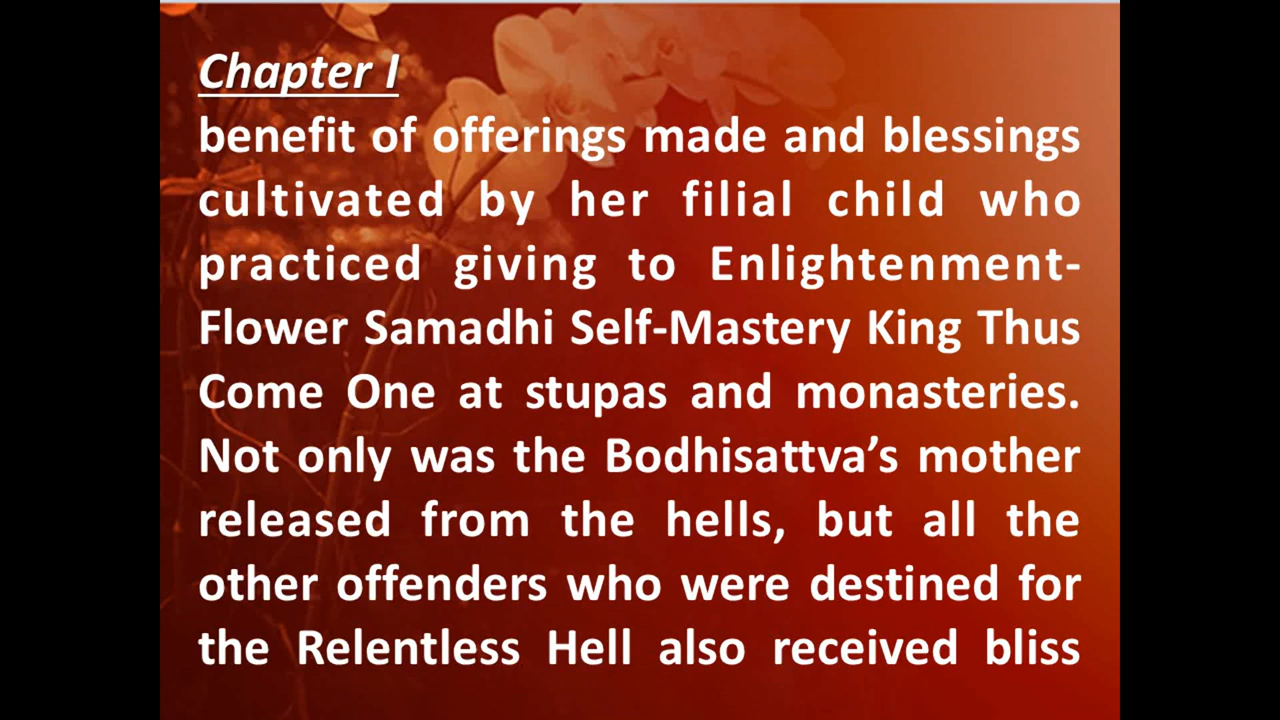 Chapter I
benefit of offerings made and blessings
cultivated by her filial child who
practiced giving to Enlightenment-
Flower Samadhi Self-Mastery King Thus
Come One at stupas and monasteries.
Not only was the Bodhisattva’s mother
released from the hells, but all the
other offenders who were destined for
the Relentless Hell also received bliss